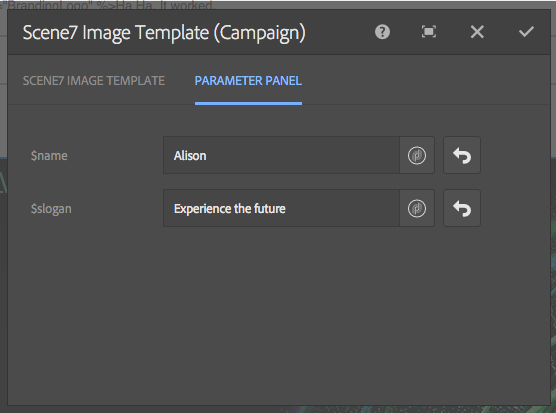 ="BrandingLogo" %>Ha Ha. It worked.
Scene7 Image Template (Campaign)
SCENE7 IMAGE TEMPLATE PARAMETER PANEL
$name Alison
$slogan Experience the future